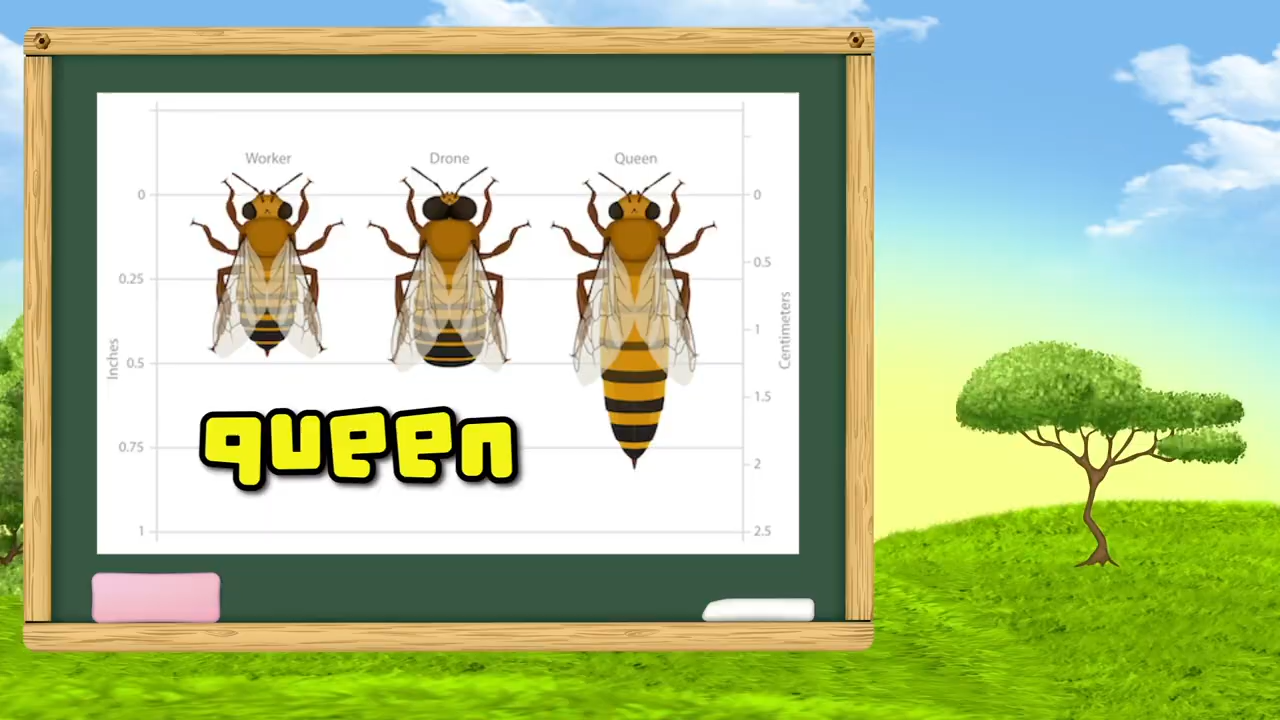 Worker Drone Queen
0 0
0.25 0.5
Inches 0.5 1 Centimeters
0.75 1.5
1 2
2.5
queen